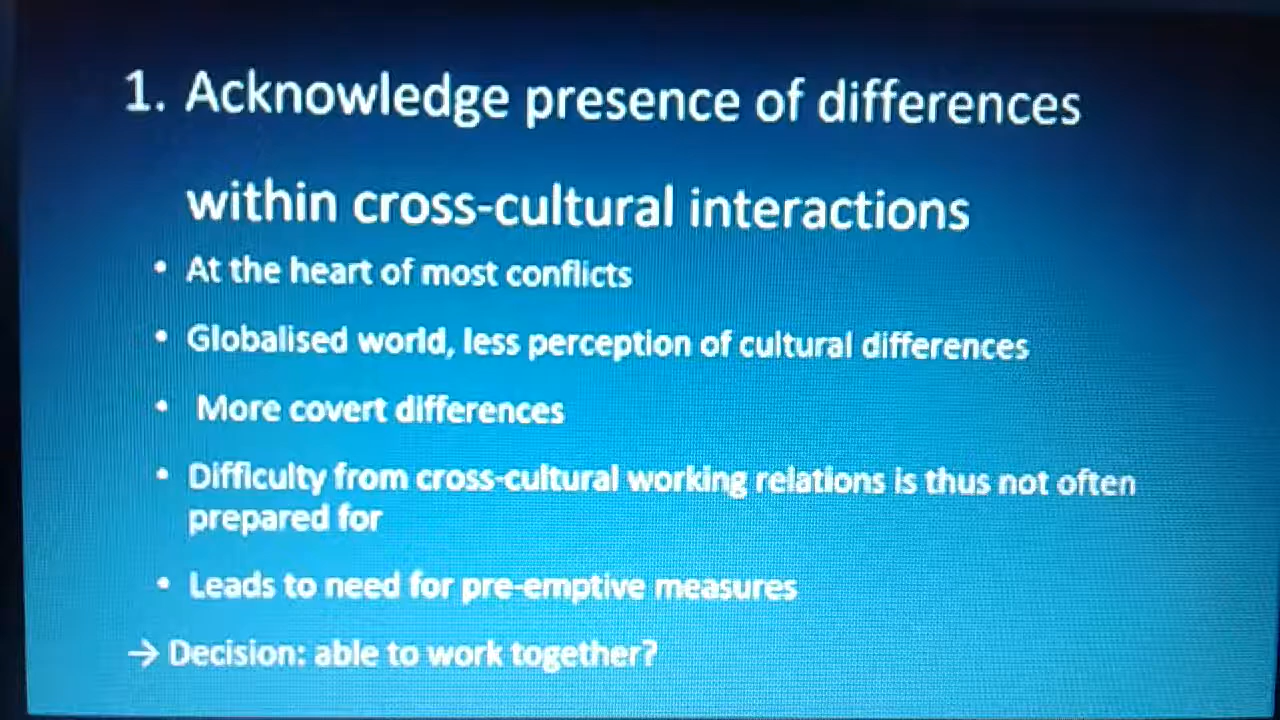 1. Acknowledge presence of differences
within cross-cultural interactions
• At the heart of most conflicts
• Globalised world, less perception of cultural differences
• More covert differences
• Difficulty from cross-cultural working relations is thus not often
prepared for
• Leads to need for pre-emptive measures
→ Decision: able to work together?